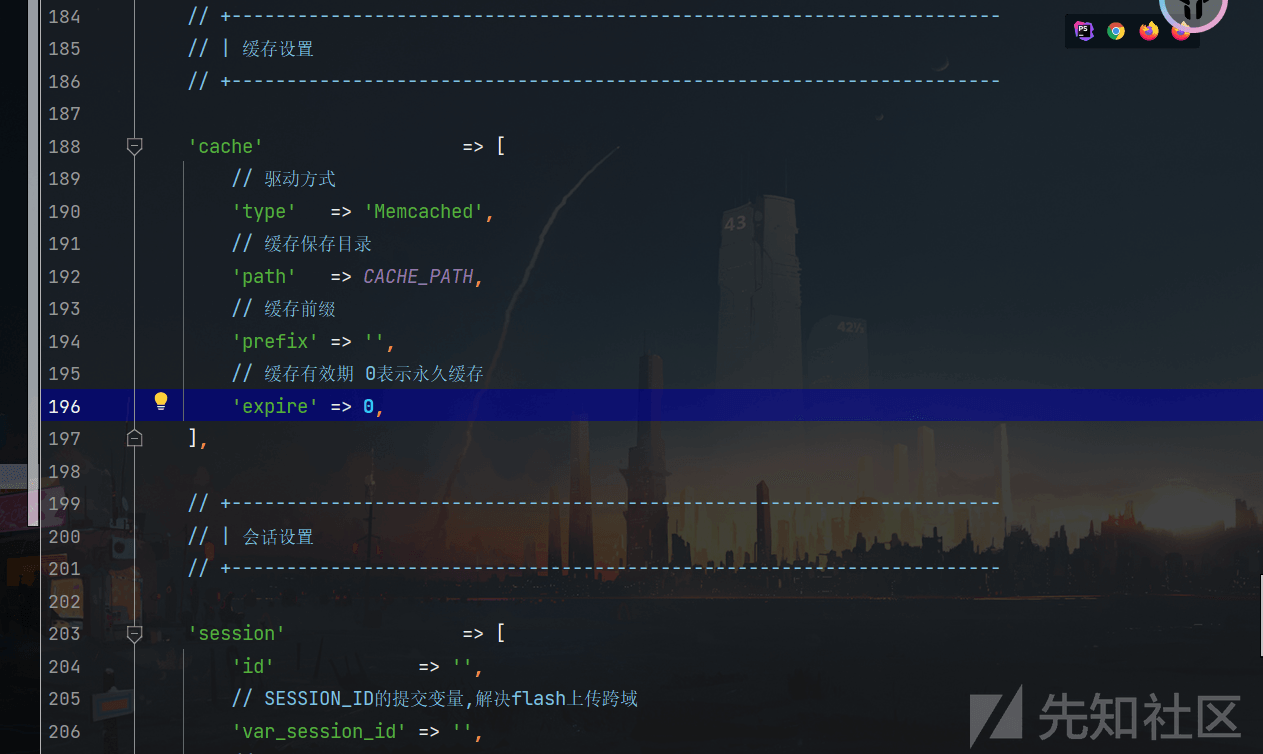 184 // +----------------------------------------------------------------------
185 // | 缓存设置
186 // +----------------------------------------------------------------------
187
188 'cache' => [
189 // 驱动方式
190 'type' => 'Memcached',
191 // 缓存保存目录
192 'path' => CACHE_PATH,
193 // 缓存前缀
194 'prefix' => '',
195 // 缓存有效期 0表示永久缓存
196 'expire' => 0,
197 ],
198
199 // +----------------------------------------------------------------------
200 // | 会话设置
201 // +----------------------------------------------------------------------
202
203 'session' => [
204 'id' => '',
205 // SESSION_ID的提交变量,解决flash上传跨域
206 'var_session_id' => '',
PS
43
42½
先知社区